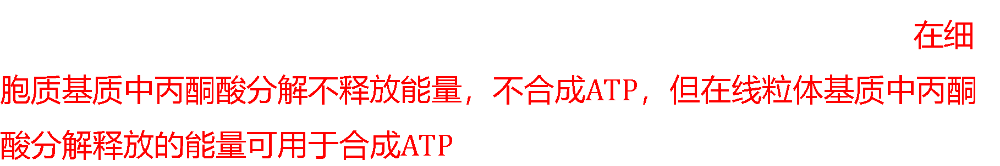 在细
胞质基质中丙酮酸分解不释放能量，不合成ATP，但在线粒体基质中丙酮
酸分解释放的能量可用于合成ATP